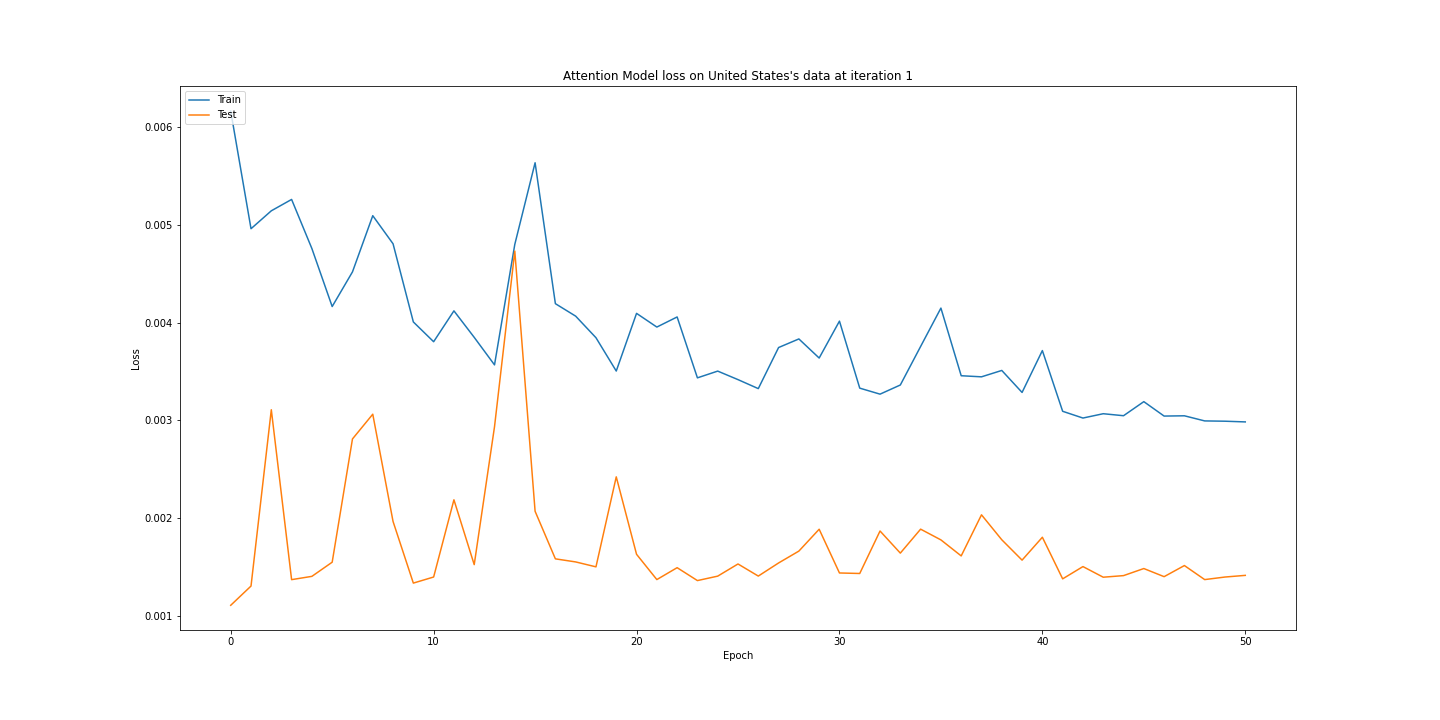 Attention Model loss on United States's data at iteration 1
Train
Test
0.006
0.005
0.004
0.003
0.002
0.001
Loss
0 10 20 30 40 50
Epoch